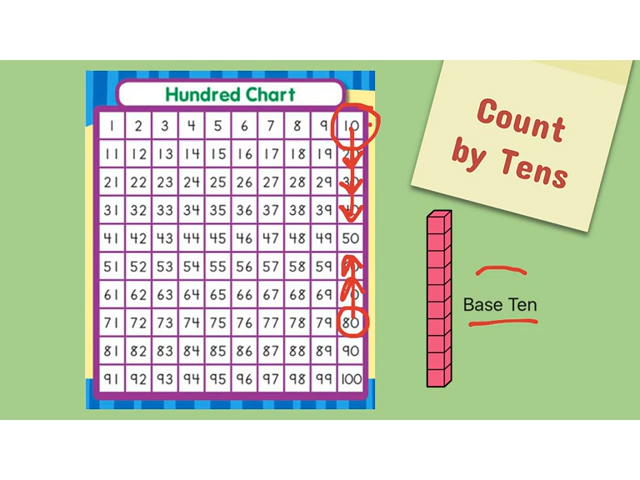 Hundred Chart
1 2 3 4 5 6 7 8 9 10
11 12 13 14 15 16 17 18 19
21 22 23 24 25 26 27 28 29 30
31 32 33 34 35 36 37 38 39
41 42 43 44 45 46 47 48 49 50
51 52 53 54 55 56 57 58 59
61 62 63 64 65 66 67 68 69
71 72 73 74 75 76 77 78 79 80
81 82 83 84 85 86 87 88 89 90
91 92 93 94 95 96 97 98 99 100
Count
by Tens
Base Ten